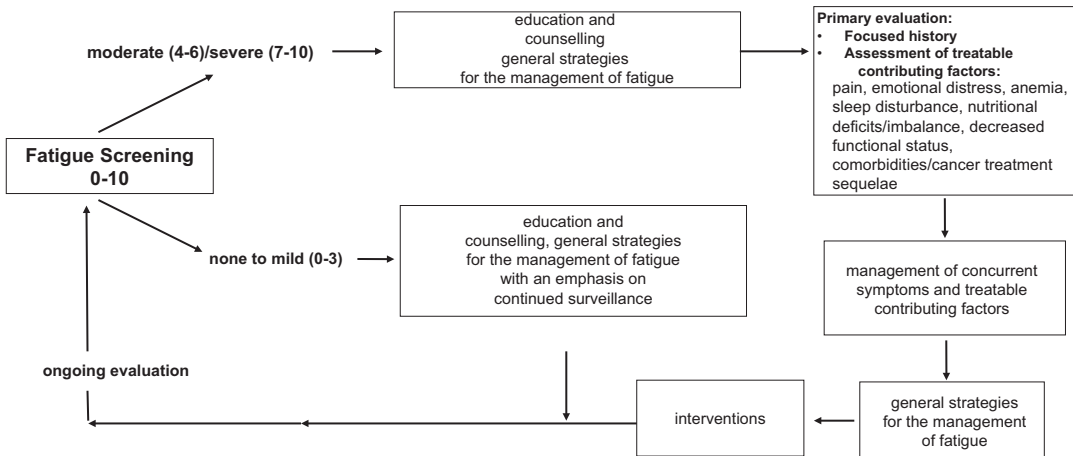 moderate (4-6)/severe (7-10)
education and
counselling
general strategies
for the management of fatigue
Primary evaluation:
• Focused history
• Assessment of treatable
contributing factors:
pain, emotional distress, anemia,
sleep disturbance, nutritional
deficits/imbalance, decreased
functional status,
comorbidities/cancer treatment
sequelae
Fatigue Screening
0-10
none to mild (0-3)
education and
counselling, general strategies
for the management of fatigue
with an emphasis on
continued surveillance
management of concurrent
symptoms and treatable
contributing factors
ongoing evaluation
interventions
general strategies
for the management
of fatigue